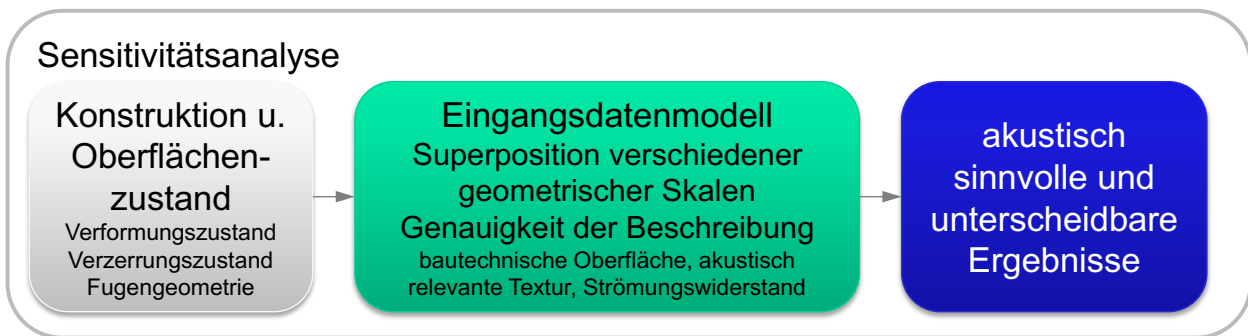 Sensitivitätsanalyse
Konstruktion u.
Oberflächen-
zustand
Verformungszustand
Verzerrungszustand
Fugengeometrie
Eingangsdatenmodell
Superposition verschiedener
geometrischer Skalen
Genauigkeit der Beschreibung
bautechnische Oberfläche, akustisch
relevante Textur, Strömungswiderstand
akustisch
sinnvolle und
unterscheidbare
Ergebnisse